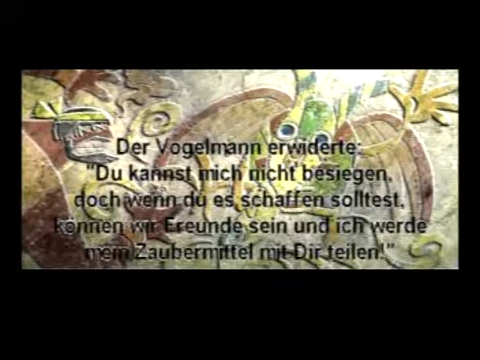 Der Vogelmann erwiderte:
"Du kannst mich nicht besiegen,
doch wenn du es schaffen solltest,
können wir Freunde sein und ich werde
mein Zaubermittel mit Dir teilen!"